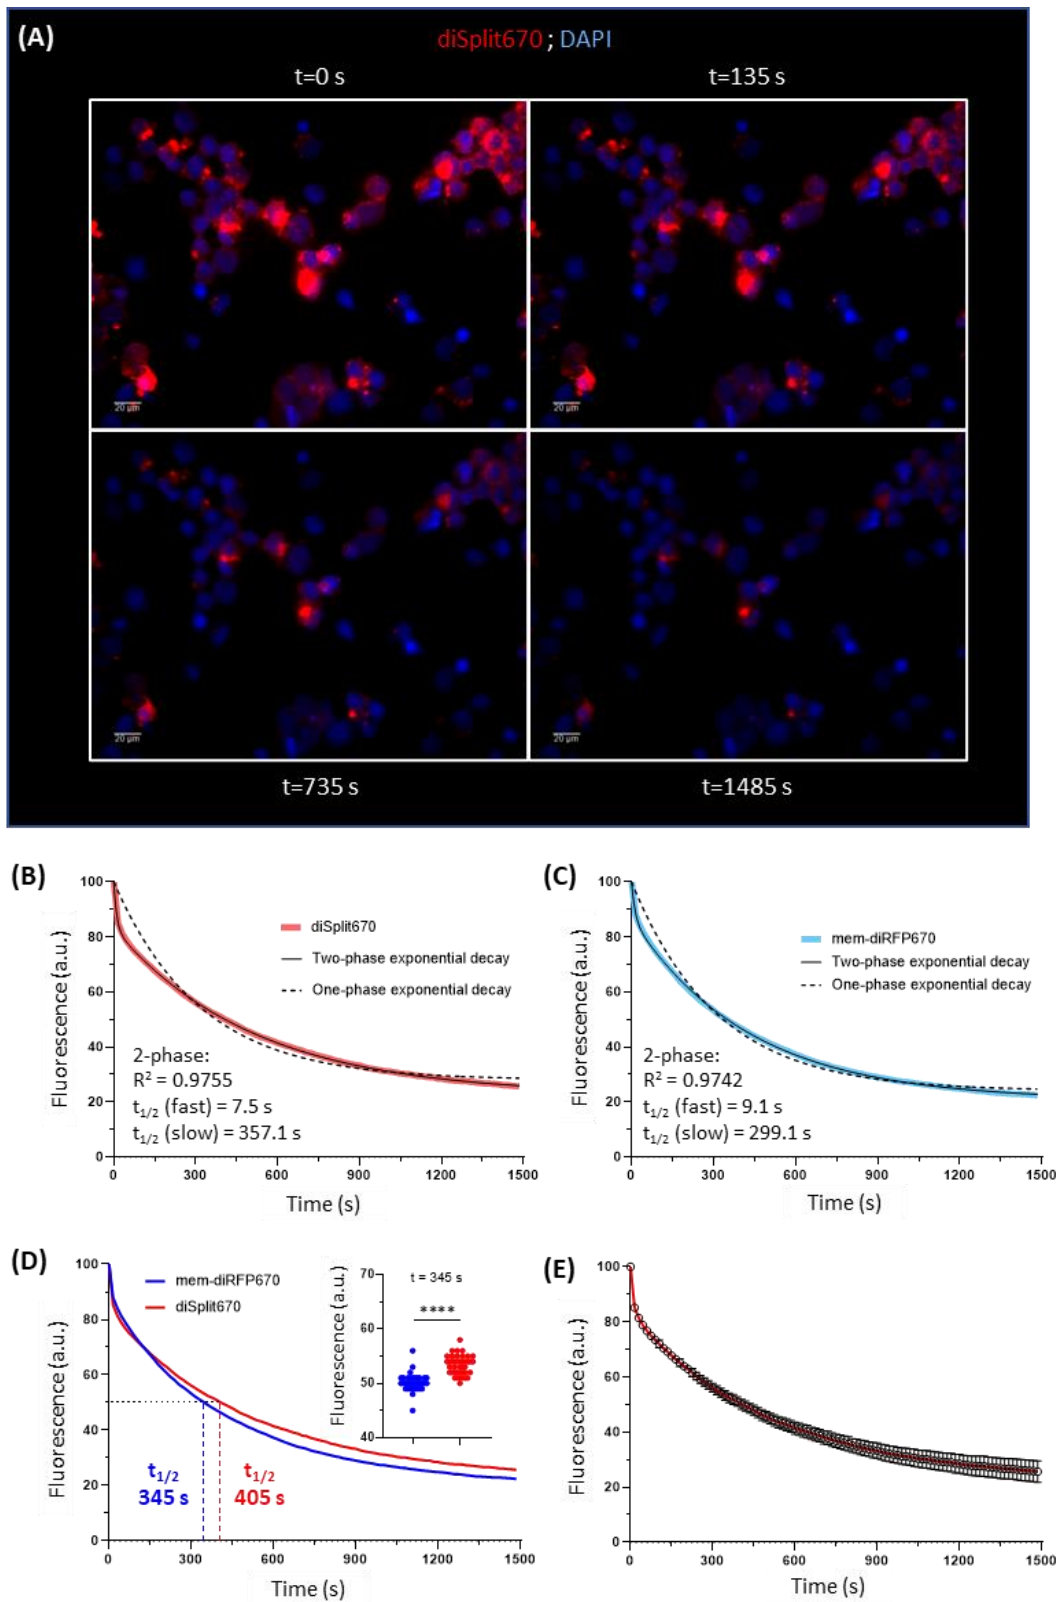 (A)
diSplit670 ; DAPI
t=0 s
t=135 s
20 µm
20 µm
20 µm
20 µm
t=735 s
t=1485 s
(B)
100
80
60
40
20
0
Fluorescence (a.u.)
diSplit670
Two-phase exponential decay
One-phase exponential decay
2-phase:
R² = 0.9755
t₁/₂ (fast) = 7.5 s
t₁/₂ (slow) = 357.1 s
0 300 600 900 1200 1500
Time (s)
(C)
100
80
60
40
20
0
Fluorescence (a.u.)
mem-diRFP670
Two-phase exponential decay
One-phase exponential decay
2-phase:
R² = 0.9742
t₁/₂ (fast) = 9.1 s
t₁/₂ (slow) = 299.1 s
0 300 600 900 1200 1500
Time (s)
(D)
100
80
60
40
20
0
Fluorescence (a.u.)
mem-diRFP670
diSplit670
70
60
50
40
Fluorescence (a.u.)
t = 345 s
****
t₁/₂
345 s
t₁/₂
405 s
0 300 600 900 1200 1500
Time (s)
(E)
100
80
60
40
20
0
Fluorescence (a.u.)
0 300 600 900 1200 1500
Time (s)